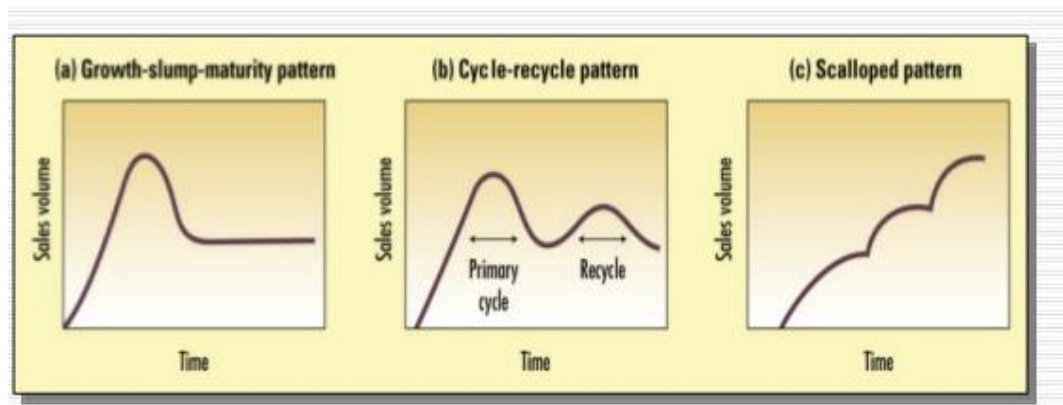 (a) Growth-slump-maturity pattern
Sales volume
Time
(b) Cycle-recycle pattern
Sales volume
Primary
cycle
Recycle
Time
(c) Scalloped pattern
Sales volume
Time